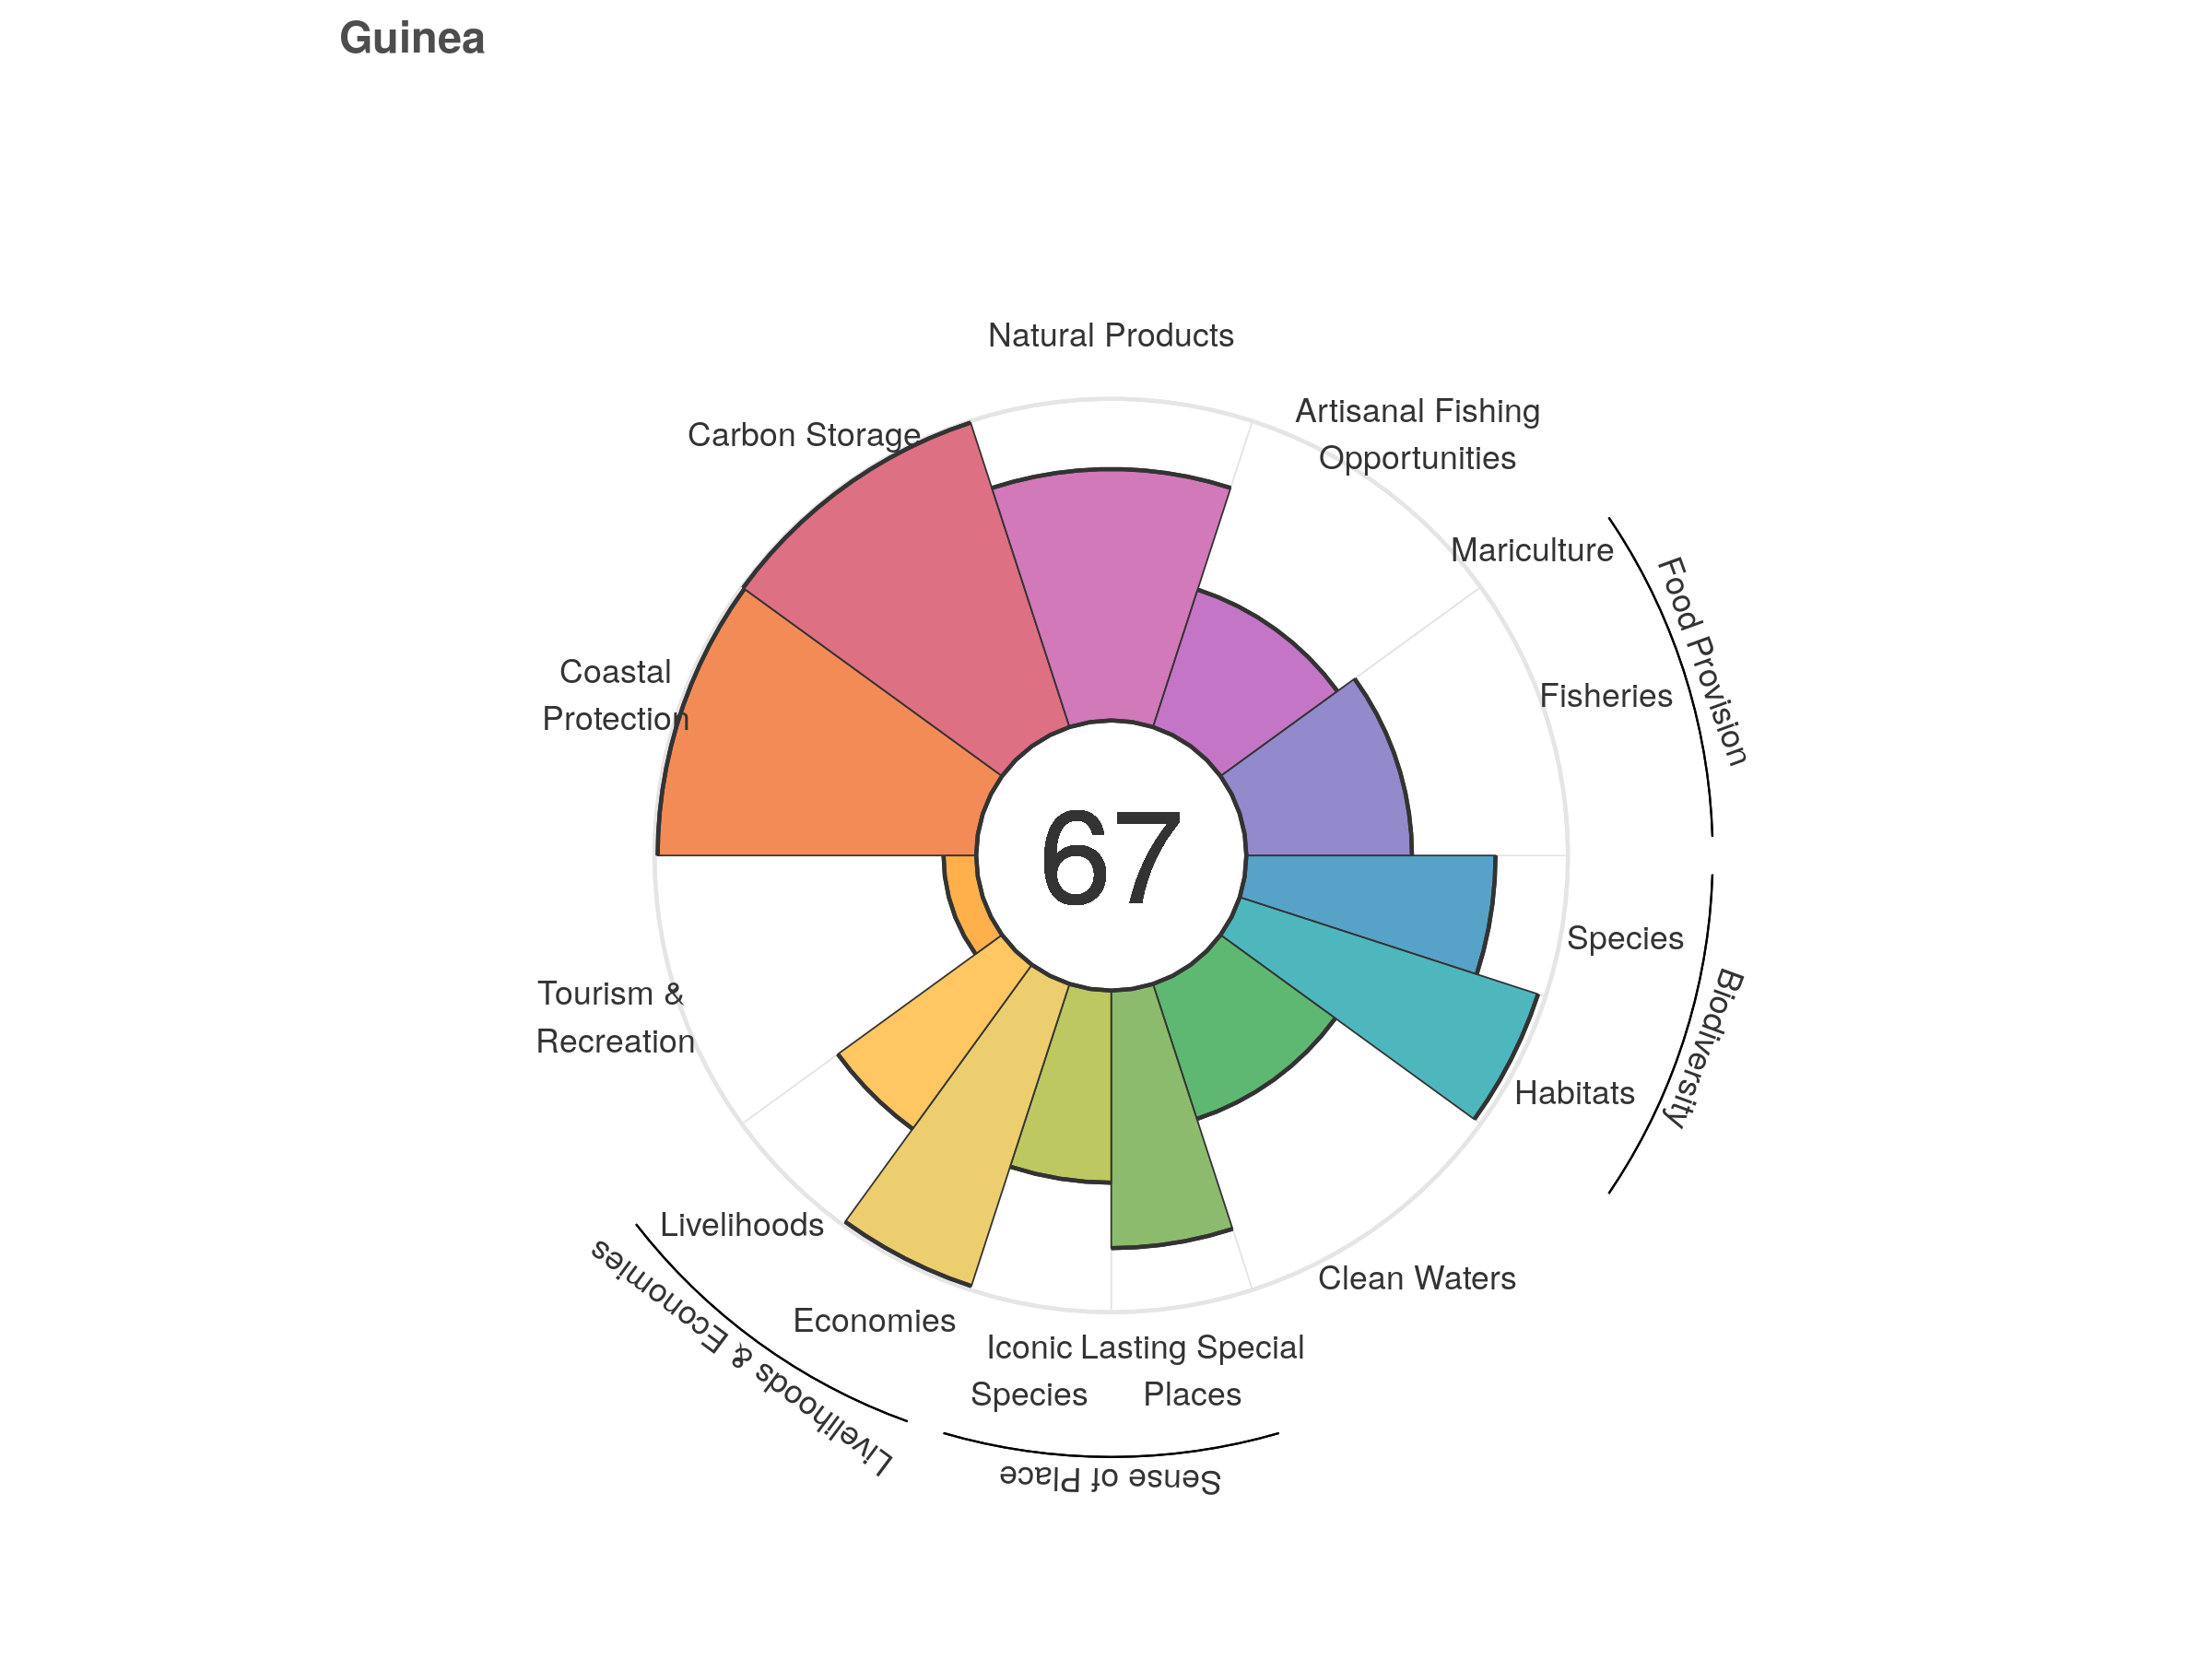 Guinea
Natural Products
Artisanal Fishing
Opportunities
Carbon Storage
Mariculture
Food Provision
Fisheries
Coastal
Protection
67
Species
Biodiversity
Tourism &
Recreation
Habitats
Livelihoods
Clean Waters
Economies
Livelihoods & Economies
Iconic
Species
Lasting Special
Places
Sense of Place